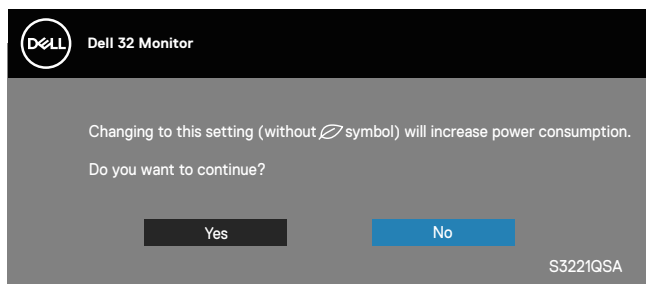 DELL Dell 32 Monitor
Changing to this setting (without symbol) will increase power consumption.
Do you want to continue?
Yes No
S3221QSA